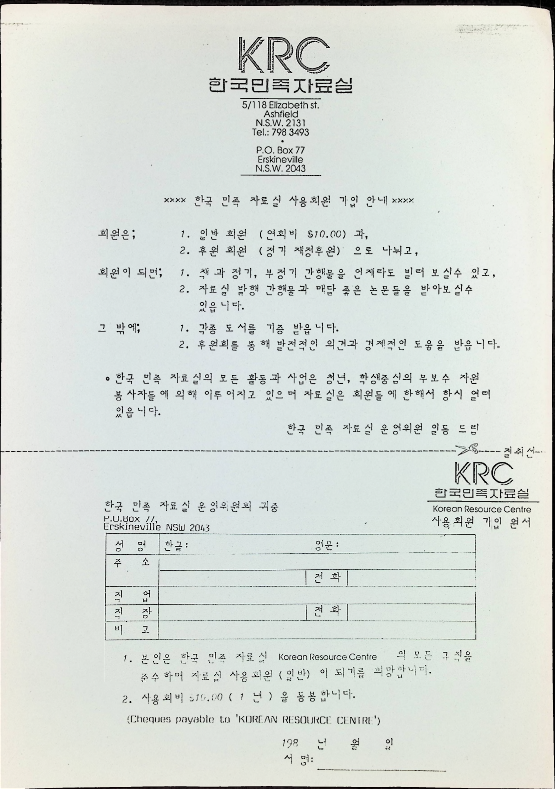 KRC
한국민족자료실
5/118 Elizabeth st.
Ashfield
N.S.W. 2131
Tel.: 798 3493
•
P.O. Box 77
Erskineville
N.S.W. 2043
×××× 한국 민족 자료실 사용회원 가입 안내 ××××
회원은; 1. 일반 회원 (연회비 $10.00) 과,
2. 후원 회원 (정기 재정후원) 으로 나뉘고,
회원이 되면; 1. 책과 정기, 부정기 간행물을 언제라도 빌려 보실수 있고,
2. 자료실 발행 간행물과 매달 좋은 논문들을 받아보실수
있읍니다.
그 밖에; 1. 각종 도서를 기증 받읍니다.
2. 후원회를 통해 발전적인 의견과 경제적인 도움을 받읍니다.
• 한국 민족 자료실의 모든 활동과 사업은 청년, 학생중심의 무보수 자원
봉사자들에 의해 이루어지고 있으며 자료실은 회원들에 한해서 항시 열려
있읍니다.
한국 민족 자료실 운영위원 일동 드림
절취선
KRC
한국민족자료실
Korean Resource Centre
사용회원 가입 원서
한국 민족 자료실 운영위원회 귀중
P.O.Box 77,
Erskineville NSW 2043
성 명 한글: 영문:
주 소
전 화
직 업
직 장 전 화
비 고
1. 본인은 한국 민족 자료실 Korean Resource Centre 의 모든 규칙을
준수하며 자료실 사용회원 (일반) 이 되기를 희망합니다.
2. 사용회비 $10.00 ( 1 년 ) 을 동봉합니다.
(Cheques payable to 'KOREAN RESOURCE CENTRE')
198 년 월 일
서 명: